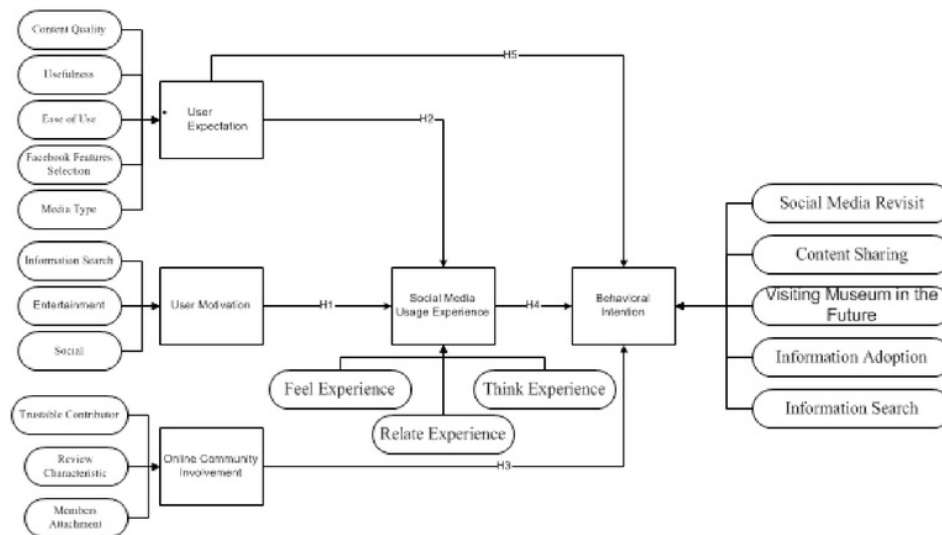 Content Quality
Usefulness
Ease of Use
Facebook Features
Selection
Media Type
User
Expectation
H5
H2
Information Search
Entertainment
Social
User Motivation
H1
Social Media
Usage Experience
H4
Behavioral
Intention
Feel Experience
Think Experience
Relate Experience
Social Media Revisit
Content Sharing
Visiting Museum in the
Future
Information Adoption
Information Search
Trustable Contributor
Review
Characteristic
Members
Attachment
Online Community
Involvement
H3